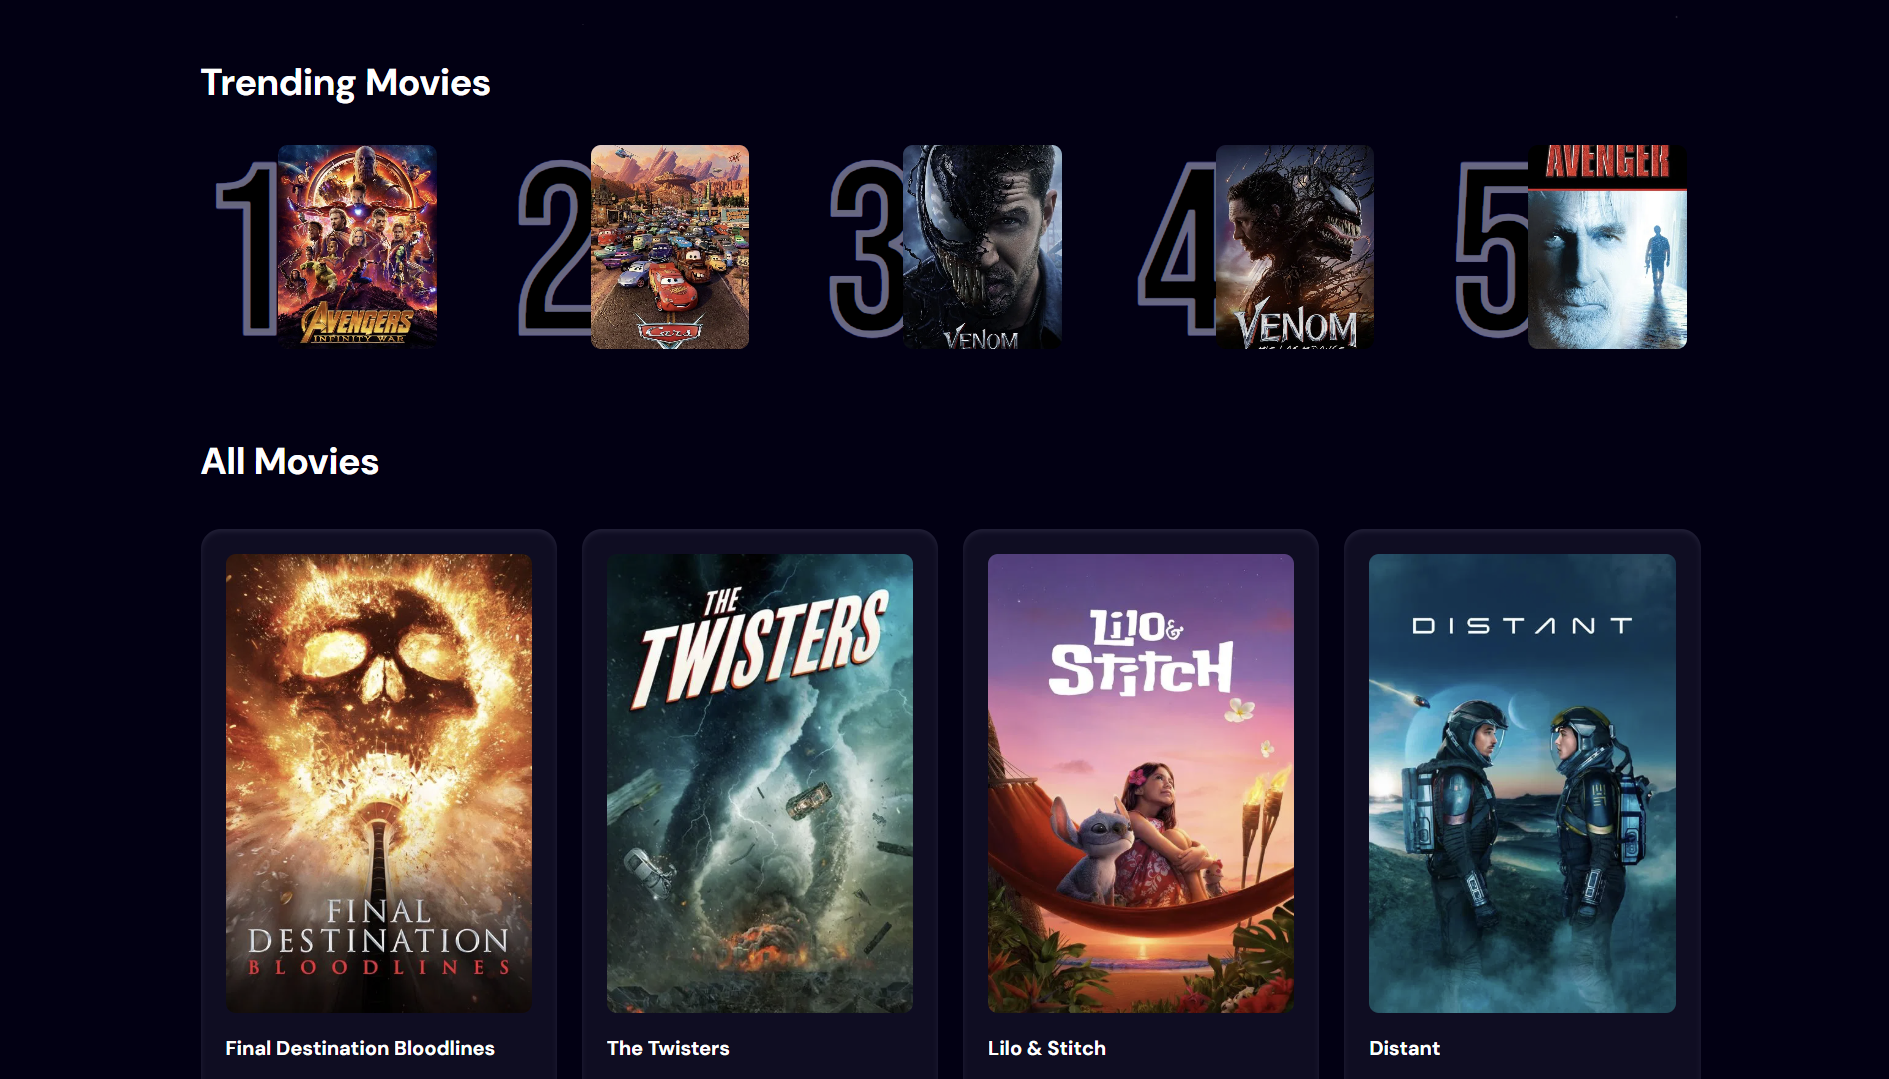 Trending Movies
1
AVENGERS
INFINITY WAR
2
Cars
3
VENOM
4
VENOM
5
AVENGER
All Movies
FINAL
DESTINATION
BLOODLINES
Final Destination Bloodlines
THE
TWISTERS
The Twisters
Lilo &
Stitch
Lilo & Stitch
DISTANT
Distant